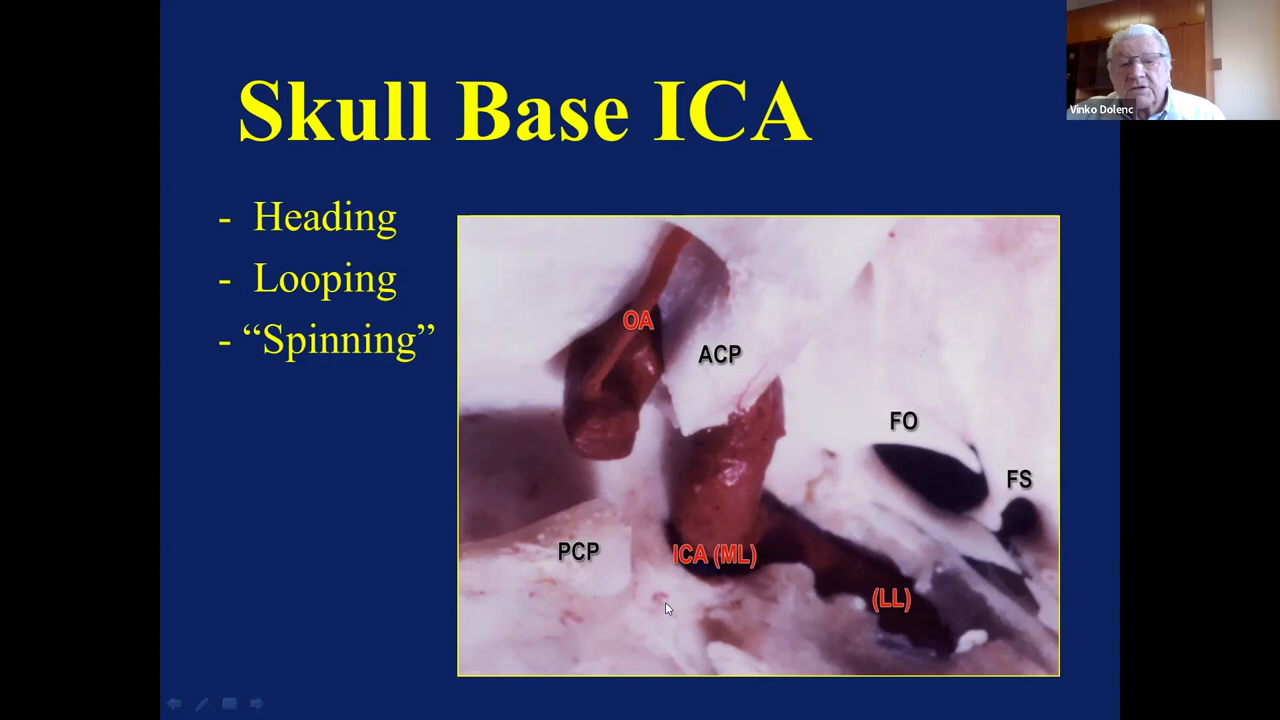 Skull Base ICA
Vinko Dolenc
- Heading
- Looping
- “Spinning”
OA
ACP
FO
FS
PCP
ICA (ML)
(LL)